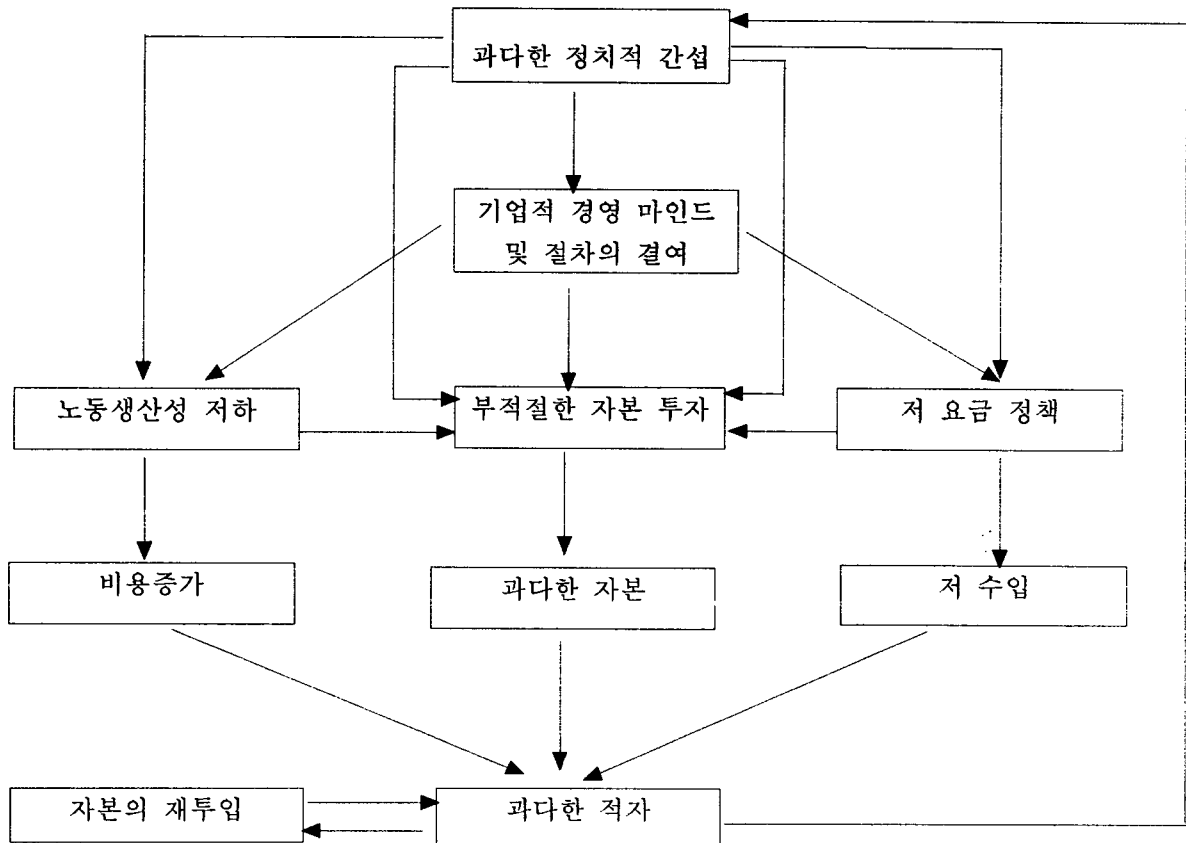 과다한 정치적 간섭
기업적 경영 마인드
및 절차의 결여
노동생산성 저하
부적절한 자본 투자
저 요금 정책
비용증가
과다한 자본
저 수입
자본의 재투입
과다한 적자